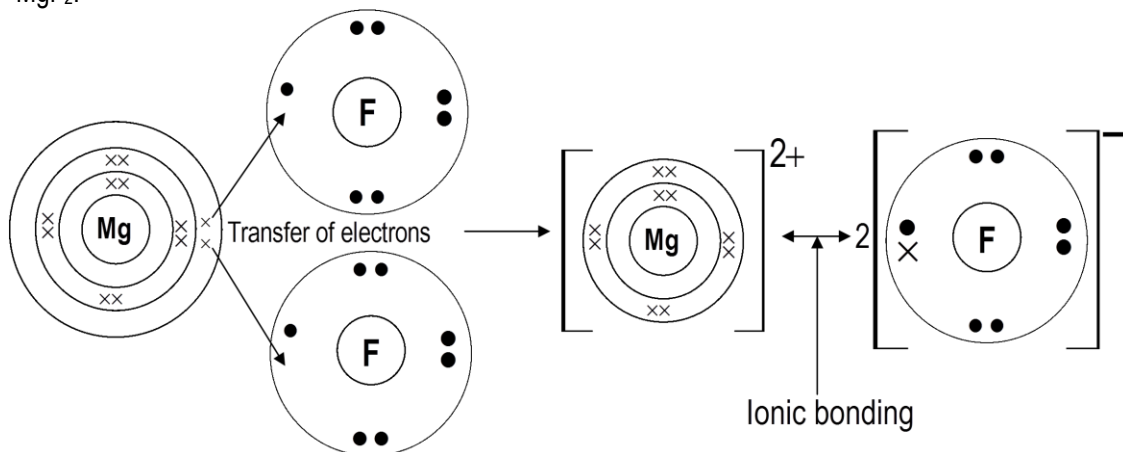 F
Mg
Transfer of electrons
F
2+
Mg
2
F
−
Ionic bonding